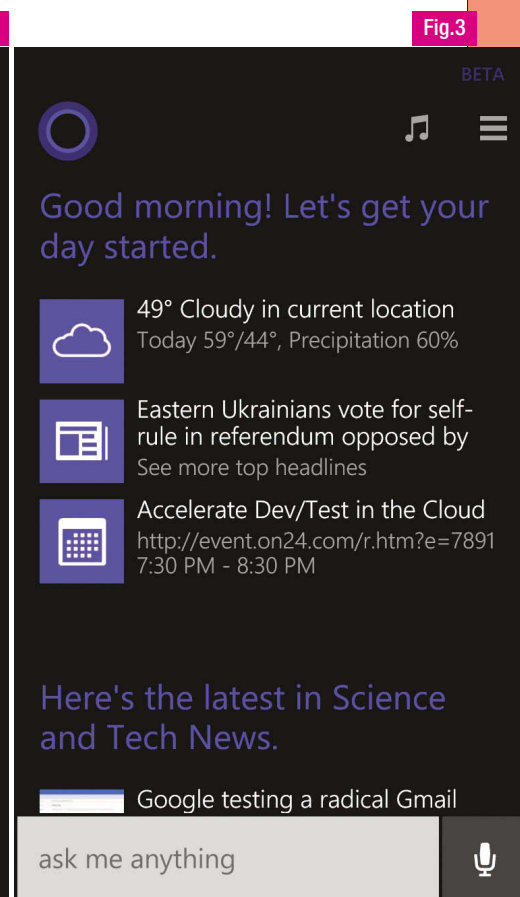 Fig.3
BETA
Good morning! Let's get your
day started.
49° Cloudy in current location
Today 59°/44°, Precipitation 60%
Eastern Ukrainians vote for self-
rule in referendum opposed by
See more top headlines
Accelerate Dev/Test in the Cloud
http://event.on24.com/r.htm?e=7891
7:30 PM - 8:30 PM
Here's the latest in Science
and Tech News.
Google testing a radical Gmail
ask me anything